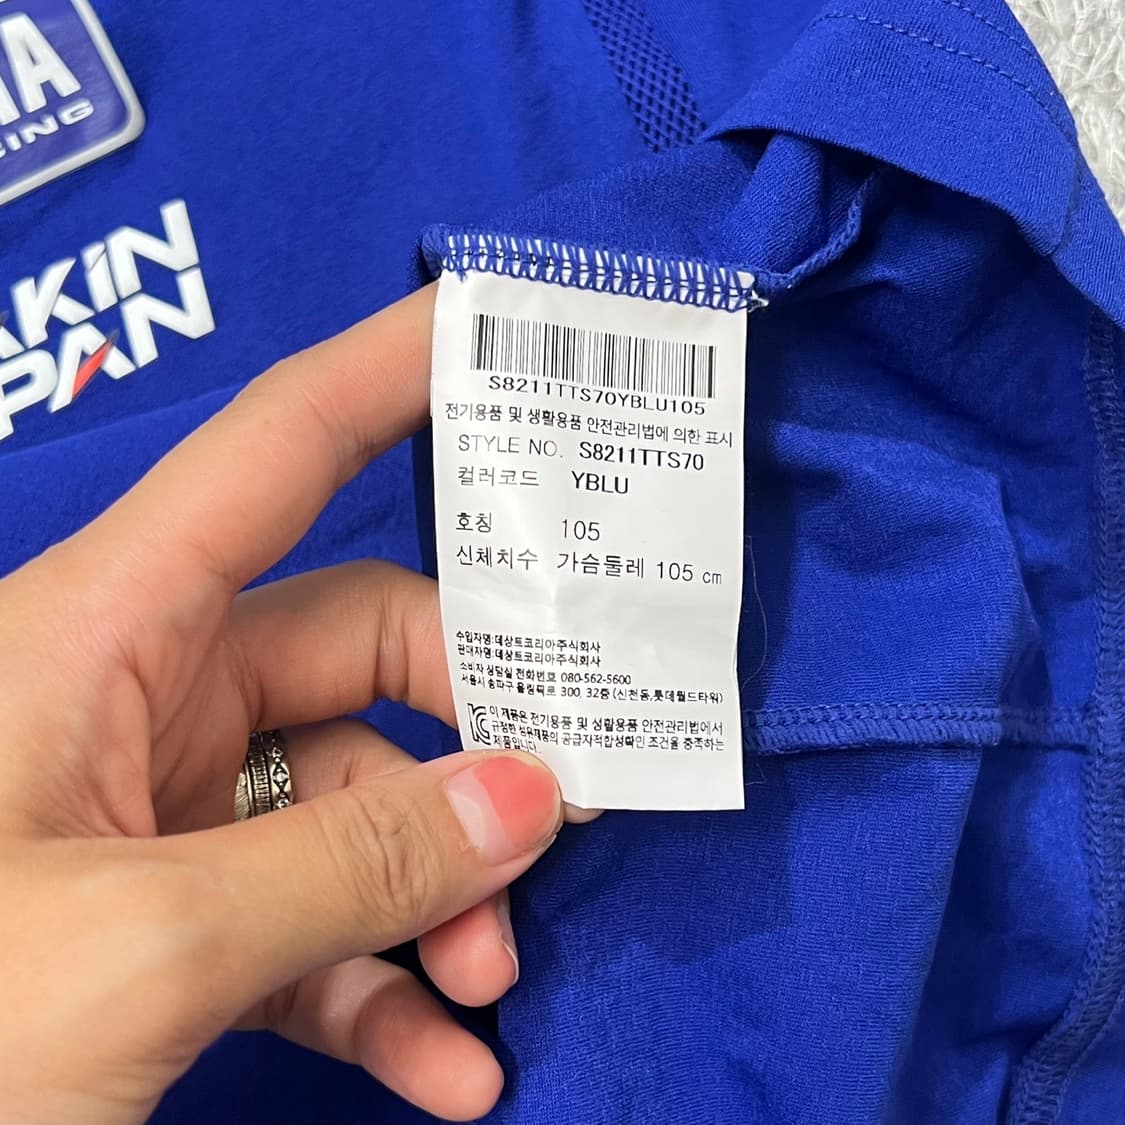 S8211TTS70YBLU105
전기용품 및 생활용품 안전관리법에 의한 표시
STYLE NO. S8211TTS70
컬러코드 YBLU
호칭 105
신체치수 가슴둘레 105 cm
수입자명:데상트코리아주식회사
판매자명:데상트코리아주식회사
소비자 상담실 전화번호 080-562-5600
서울시 송파구 올림픽로 300, 32층 (신천동,롯데월드타워)
이 제품은 전기용품 및 생활용품 안전관리법에서
규정한 섬유제품의 공급자적합성확인 조건을 충족하는
제품입니다.